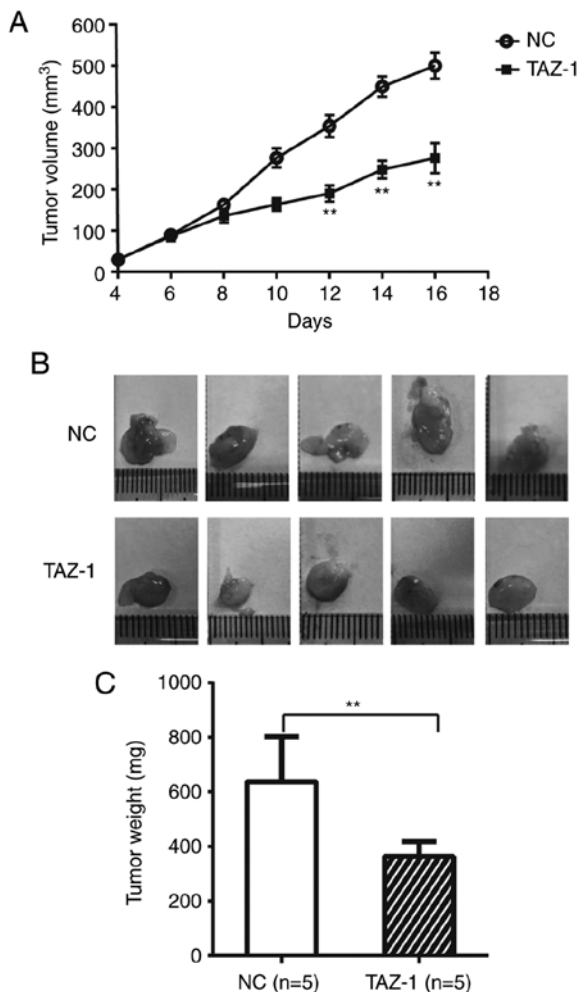 A
Tumor volume (mm³)
600
500
400
300
200
100
0
4
6
8
10
12
14
16
18
Days
NC
TAZ-1
**
**
**
B
NC
TAZ-1
C
Tumor weight (mg)
1000
800
600
400
200
0
**
NC (n=5)
TAZ-1 (n=5)